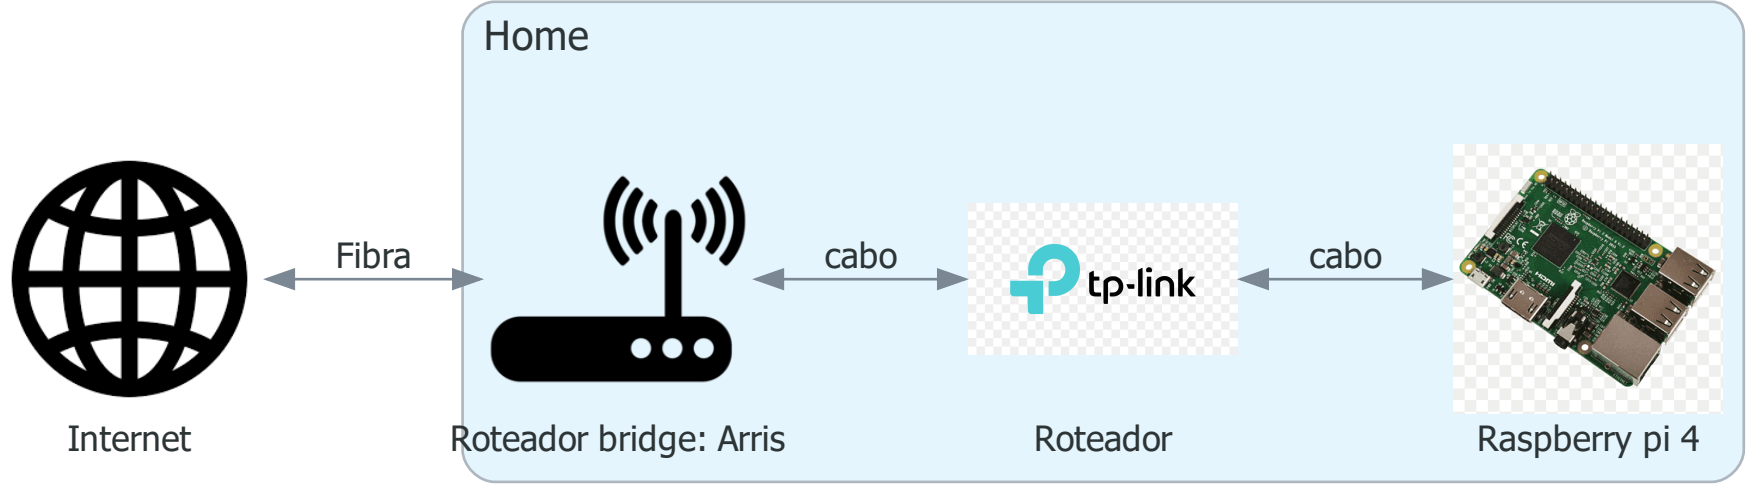 Home
Fibra
cabo
cabo
tp-link
Internet
Roteador bridge: Arris
Roteador
Raspberry pi 4